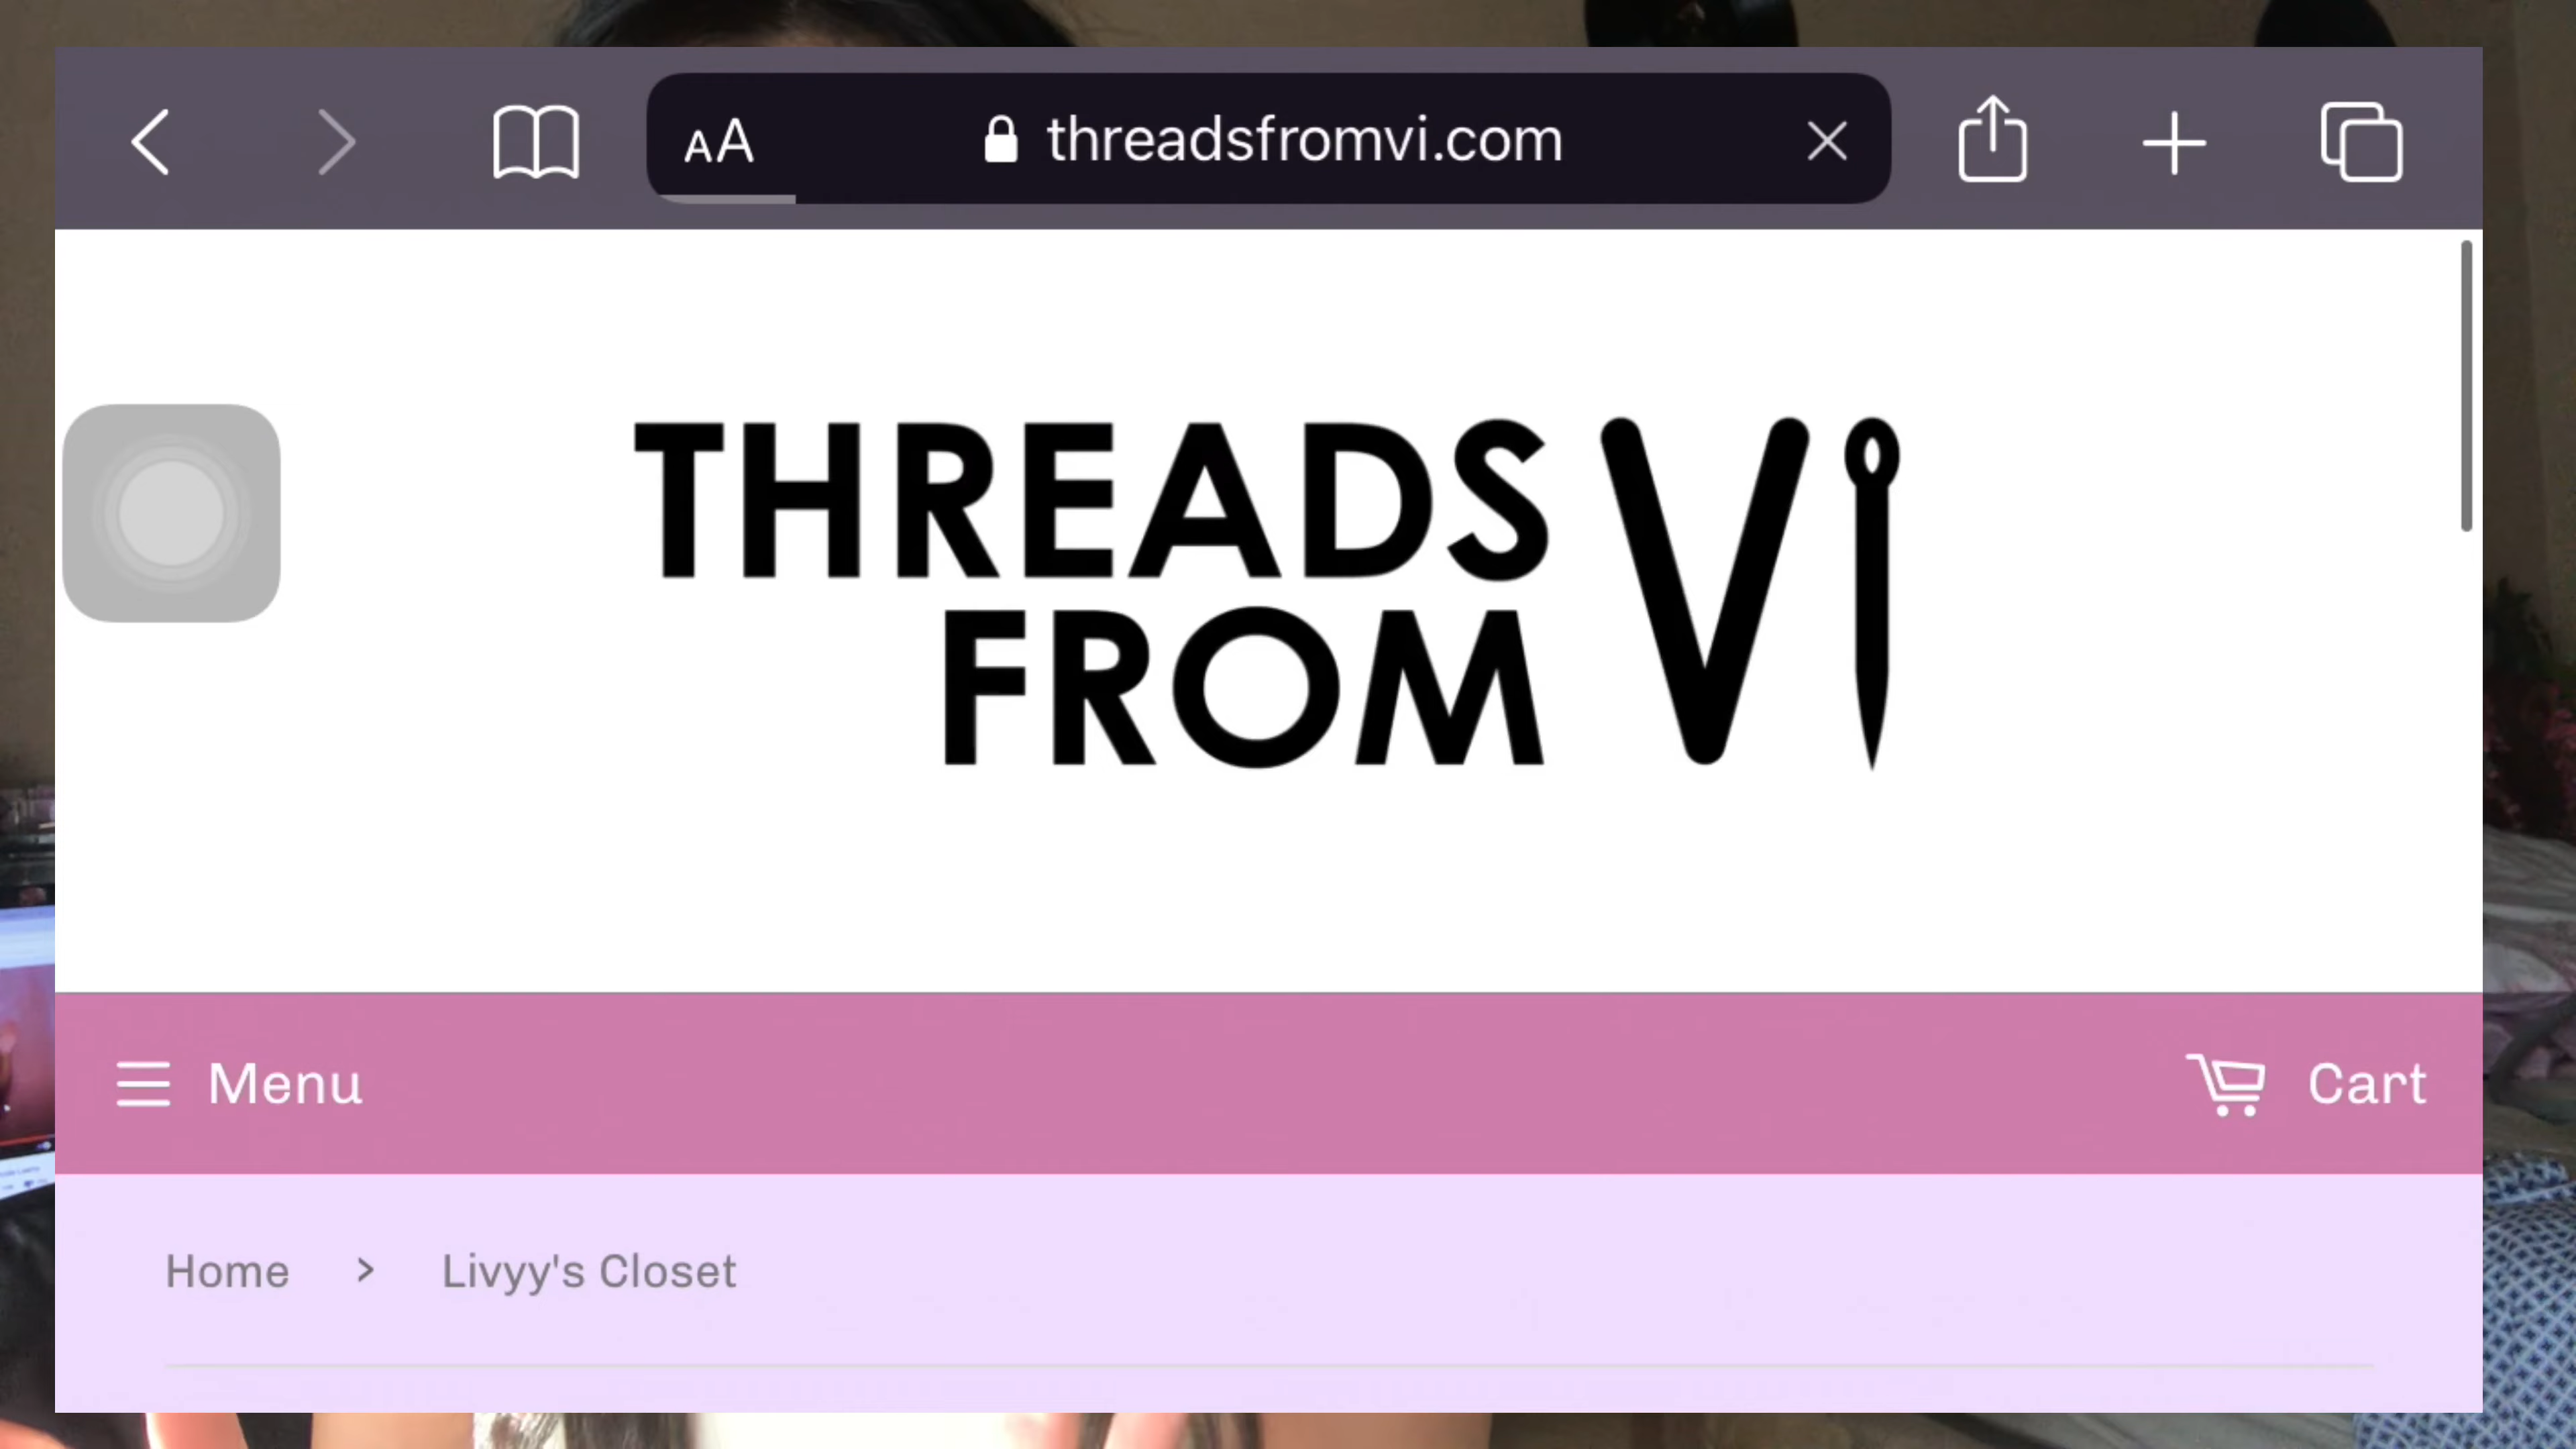 AA threadsfromvi.com
THREADS
FROM
VI
Menu
Cart
Home > Livyy's Closet